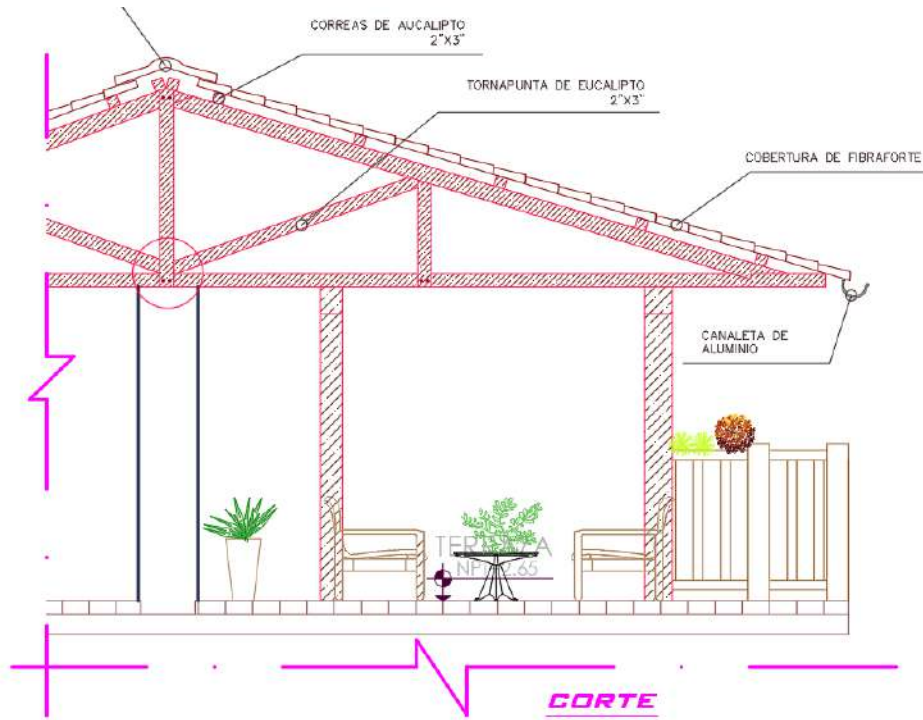 CORREAS DE AUCALIPTO
2"X3"
TORNAPUNTA DE EUCALIPTO
2"X3"
COBERTURA DE FIBRAFORTE
CANALETA DE
ALUMINIO
CORTE